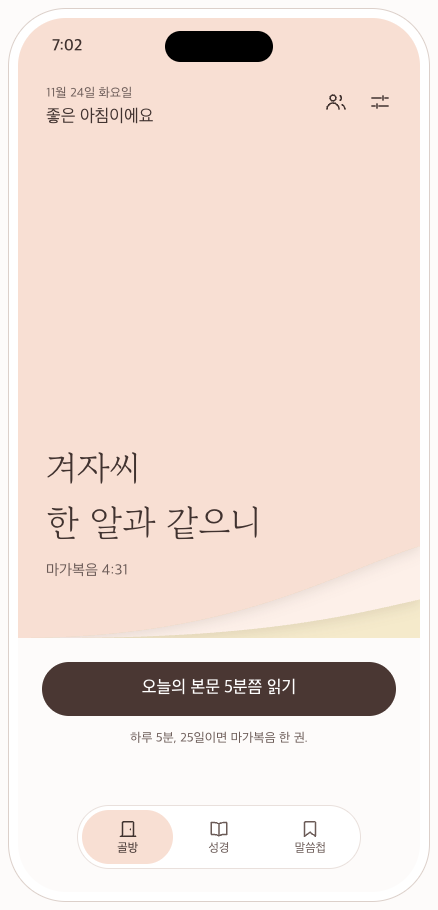 7:02
11월 24일 화요일
좋은 아침이에요
겨자씨
한 알과 같으니
마가복음 4:31
오늘의 본문 5분쯤 읽기
하루 5분, 25일이면 마가복음 한 권.
골방
성경
말씀첩